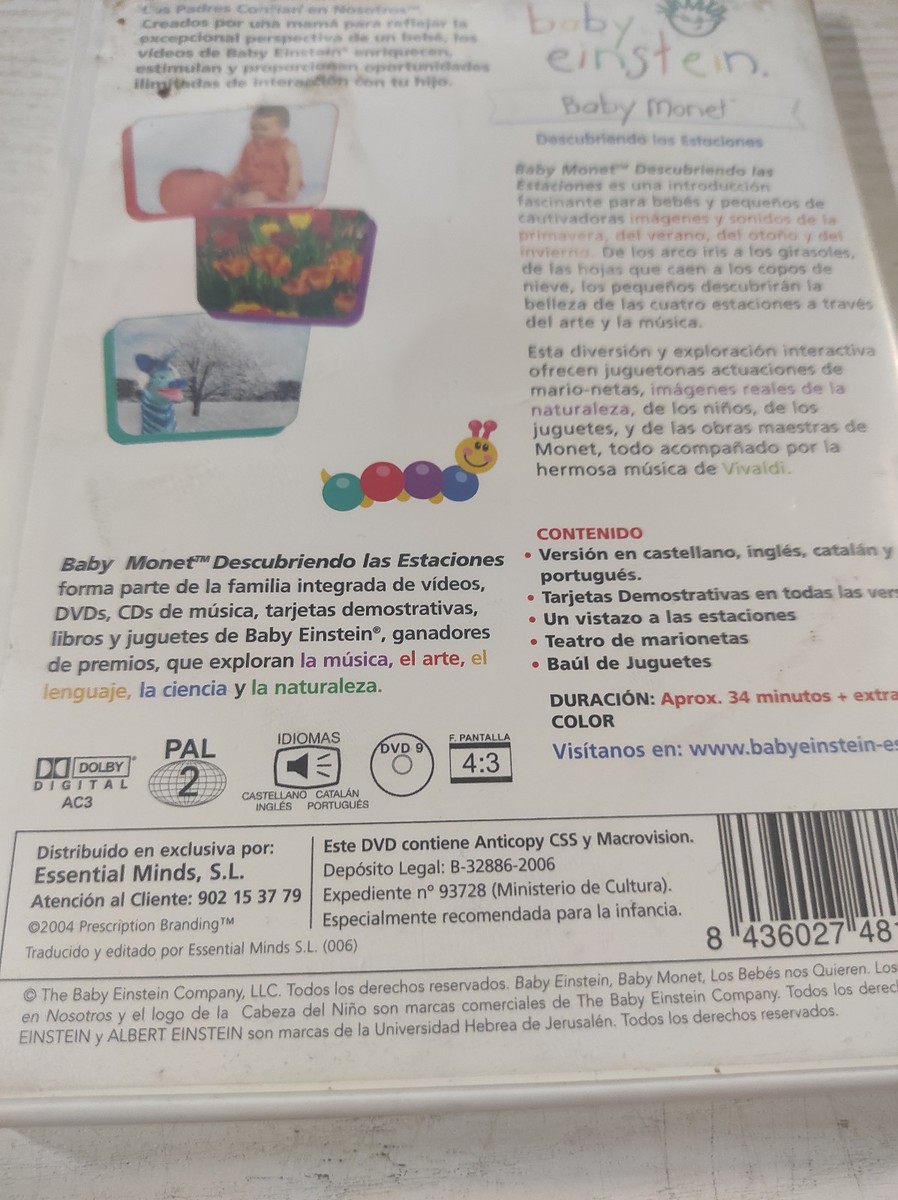 Los Padres Confían en Nosotros™
Creados por una mamá para reflejar la
excepcional perspectiva de un bebé, los
vídeos de Baby Einstein® enriquecen,
estimulan y proporcionan oportunidades
ilimitadas de interacción con tu hijo.
baby
einstein.
Baby Monet™
Descubriendo las Estaciones
Baby Monet™ Descubriendo las
Estaciones es una introducción
fascinante para bebés y pequeños de
cautivadoras imágenes y sonidos de la
primavera, del verano, del otoño y del
invierno. De los arco iris a los girasoles,
de las hojas que caen a los copos de
nieve, los pequeños descubrirán la
belleza de las cuatro estaciones a través
del arte y la música.
Esta diversión y exploración interactiva
ofrecen juguetonas actuaciones de
mario-netas, imágenes reales de la
naturaleza, de los niños, de los
juguetes, y de las obras maestras de
Monet, todo acompañado por la
hermosa música de Vivaldi.
Baby Monet™ Descubriendo las Estaciones
forma parte de la familia integrada de vídeos,
DVDs, CDs de música, tarjetas demostrativas,
libros y juguetes de Baby Einstein®, ganadores
de premios, que exploran la música, el arte, el
lenguaje, la ciencia y la naturaleza.
CONTENIDO
• Versión en castellano, inglés, catalán y
portugués.
• Tarjetas Demostrativas en todas las vers
• Un vistazo a las estaciones
• Teatro de marionetas
• Baúl de Juguetes
DURACIÓN: Aprox. 34 minutos + extra
COLOR
Visítanos en: www.babyeinstein-es
DOLBY
DIGITAL
AC3
PAL
2
IDIOMAS
CASTELLANO CATALÁN
INGLÉS PORTUGUÉS
DVD 9
F. PANTALLA
4:3
Distribuido en exclusiva por:
Essential Minds, S.L.
Atención al Cliente: 902 15 37 79
©2004 Prescription Branding™
Traducido y editado por Essential Minds S.L. (006)
Este DVD contiene Anticopy CSS y Macrovision.
Depósito Legal: B-32886-2006
Expediente nº 93728 (Ministerio de Cultura).
Especialmente recomendada para la infancia.
8 436027 48
© The Baby Einstein Company, LLC. Todos los derechos reservados. Baby Einstein, Baby Monet, Los Bebés nos Quieren. Los
en Nosotros y el logo de la Cabeza del Niño son marcas comerciales de The Baby Einstein Company. Todos los derec
EINSTEIN y ALBERT EINSTEIN son marcas de la Universidad Hebrea de Jerusalén. Todos los derechos reservados.